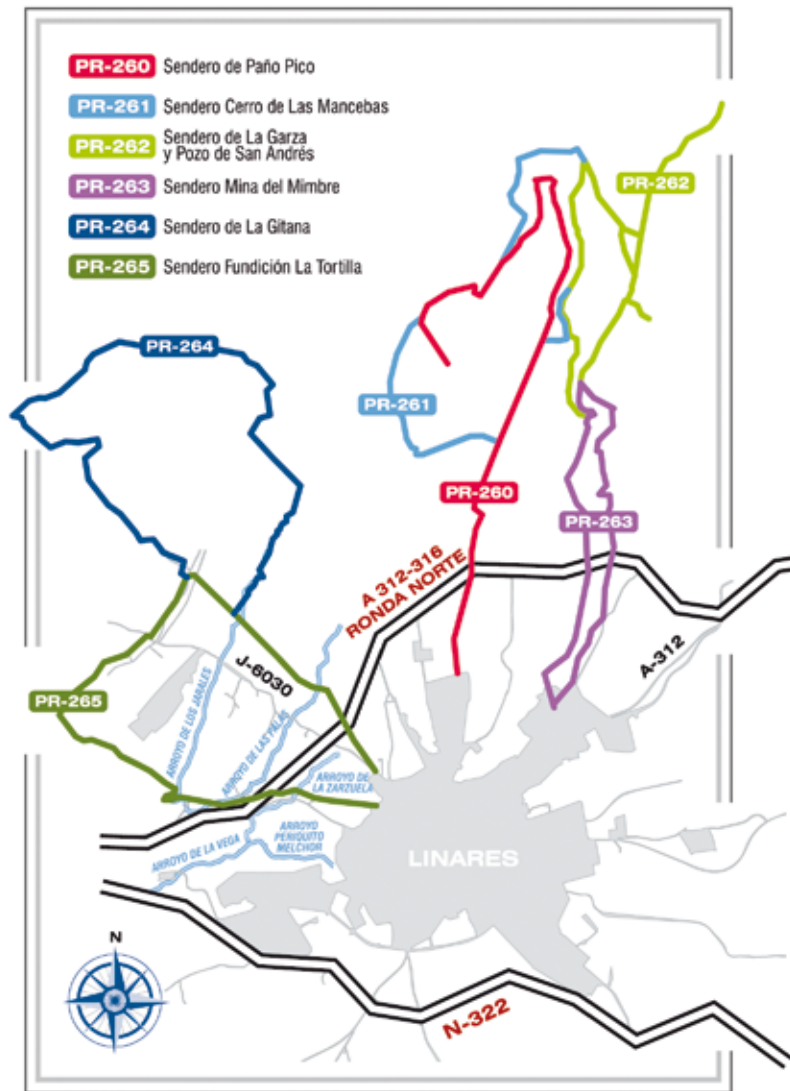 PR-260 Sendero de Paño Pico
PR-261 Sendero Cerro de Las Mancebas
PR-262 Sendero de La Garza
y Pozo de San Andrés
PR-263 Sendero Mina del Mimbre
PR-264 Sendero de La Gitana
PR-265 Sendero Fundición La Tortilla
PR-262
PR-264
PR-261
PR-260
PR-263
A 312-316
RONDA NORTE
J-6030
A-312
PR-265
ARROYO DE LOS JARALES
ARROYO DE LAS PALAS
ARROYO DE
LA ZARZUELA
ARROYO
PERIQUITO
MELCHOR
ARROYO DE LA VEGA
LINARES
N
N-322